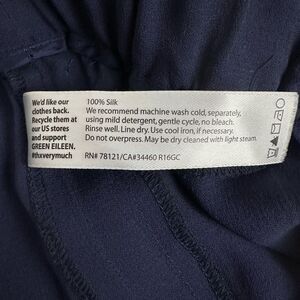 We'd like our
clothes back.
Recycle them at
our US stores
and support
GREEN EILEEN.
#thxverymuch
100% Silk
We recommend machine wash cold, separately,
using mild detergent, gentle cycle, no bleach.
Rinse well. Line dry. Use cool iron, if necessary.
Do not overpress. May be dry cleaned with light steam.
RN# 78121/CA#34460 R16GC